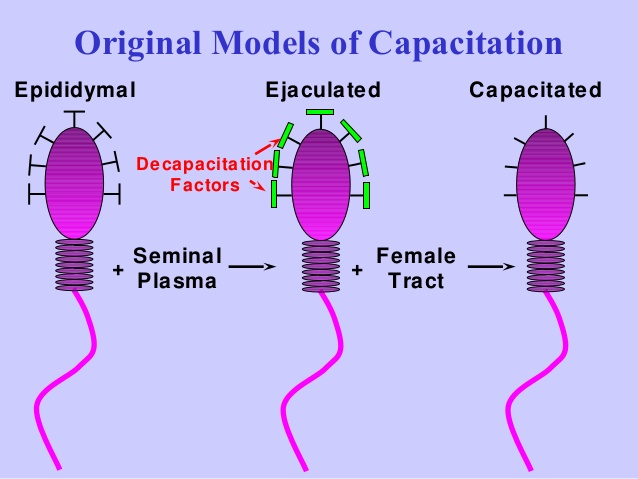 Original Models of Capacitation
Epididymal
Ejaculated
Capacitated
Decapacitation
Factors
+
Seminal
Plasma
+
Female
Tract